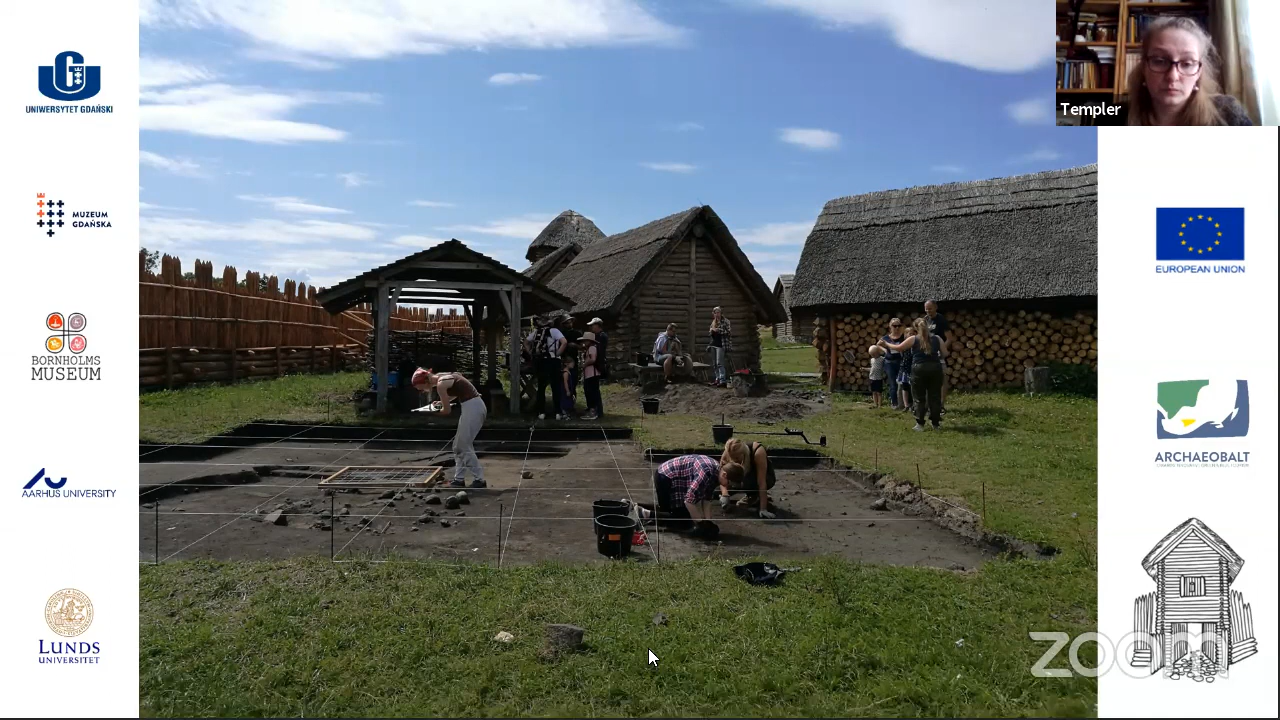 UNIWERSYTET GDAŃSKI
MUZEUM
GDAŃSKA
BORNHOLMS
MUSEUM
AARHUS UNIVERSITY
LUNDS
UNIVERSITET
Templer
EUROPEAN UNION
ARCHAEOBALT
zoom